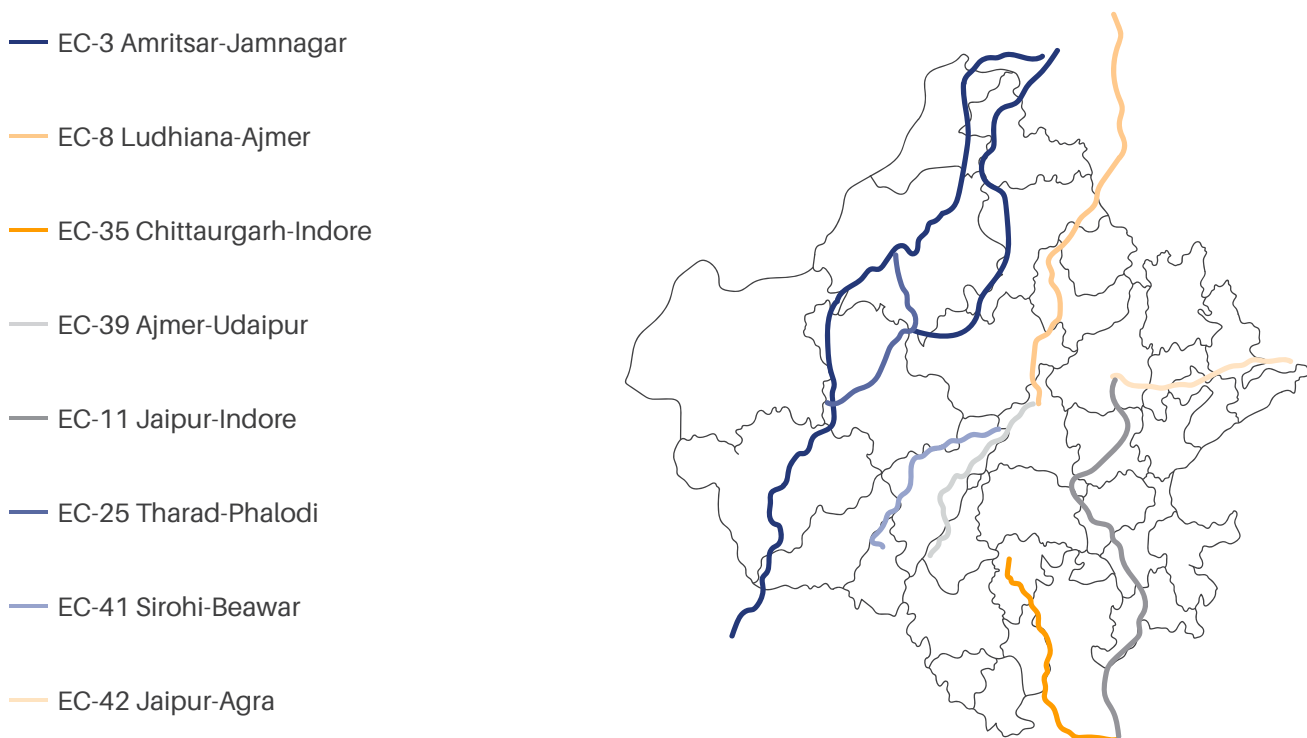 EC-3 Amritsar-Jamnagar
EC-8 Ludhiana-Ajmer
EC-35 Chittaurgarh-Indore
EC-39 Ajmer-Udaipur
EC-11 Jaipur-Indore
EC-25 Tharad-Phalodi
EC-41 Sirohi-Beawar
EC-42 Jaipur-Agra